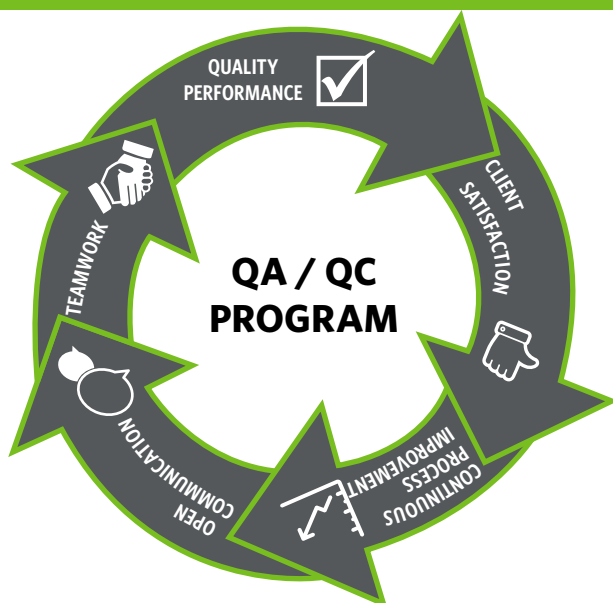 QUALITY
PERFORMANCE
CLIENT
SATISFACTION
CONTINUOUS
PROCESS
IMPROVEMENT
OPEN
COMMUNICATION
TEAMWORK
QA / QC
PROGRAM